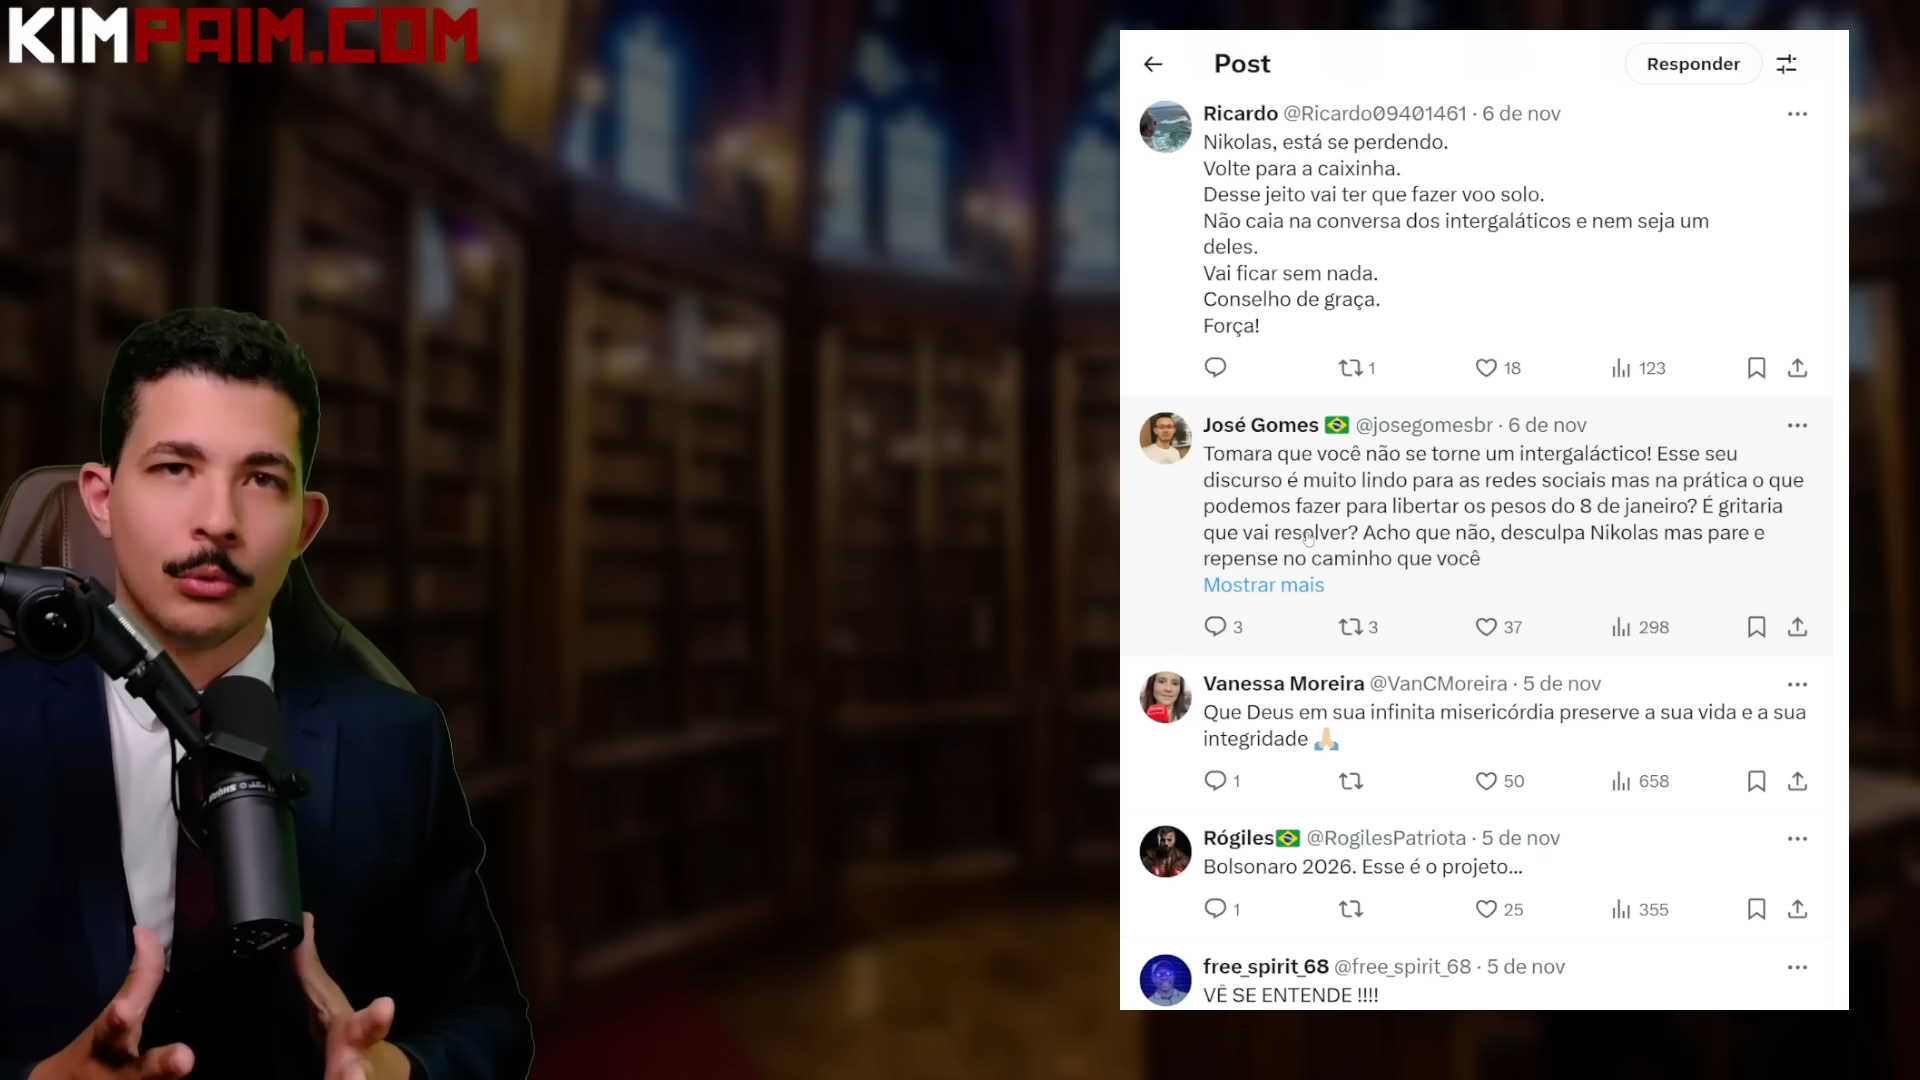 KIMPAIM.COM
Post
Responder
Ricardo @Ricardo09401461 · 6 de nov
Nikolas, está se perdendo.
Volte para a caixinha.
Desse jeito vai ter que fazer voo solo.
Não caia na conversa dos intergaláticos e nem seja um
deles.
Vai ficar sem nada.
Conselho de graça.
Força!
1 18 123
José Gomes 🇧🇷 @josegomesbr · 6 de nov
Tomara que você não se torne um intergaláctico! Esse seu
discurso é muito lindo para as redes sociais mas na prática o que
podemos fazer para libertar os pesos do 8 de janeiro? É gritaria
que vai resolver? Acho que não, desculpa Nikolas mas pare e
repense no caminho que você
Mostrar mais
3 3 37 298
Vanessa Moreira @VanCMoreira · 5 de nov
Que Deus em sua infinita misericórdia preserve a sua vida e a sua
integridade 🙏🏼
1 50 658
Rógiles🇧🇷 @RogilesPatriota · 5 de nov
Bolsonaro 2026. Esse é o projeto...
1 25 355
free_spirit_68 @free_spirit_68 · 5 de nov
VÊ SE ENTENDE !!!!
SHURE